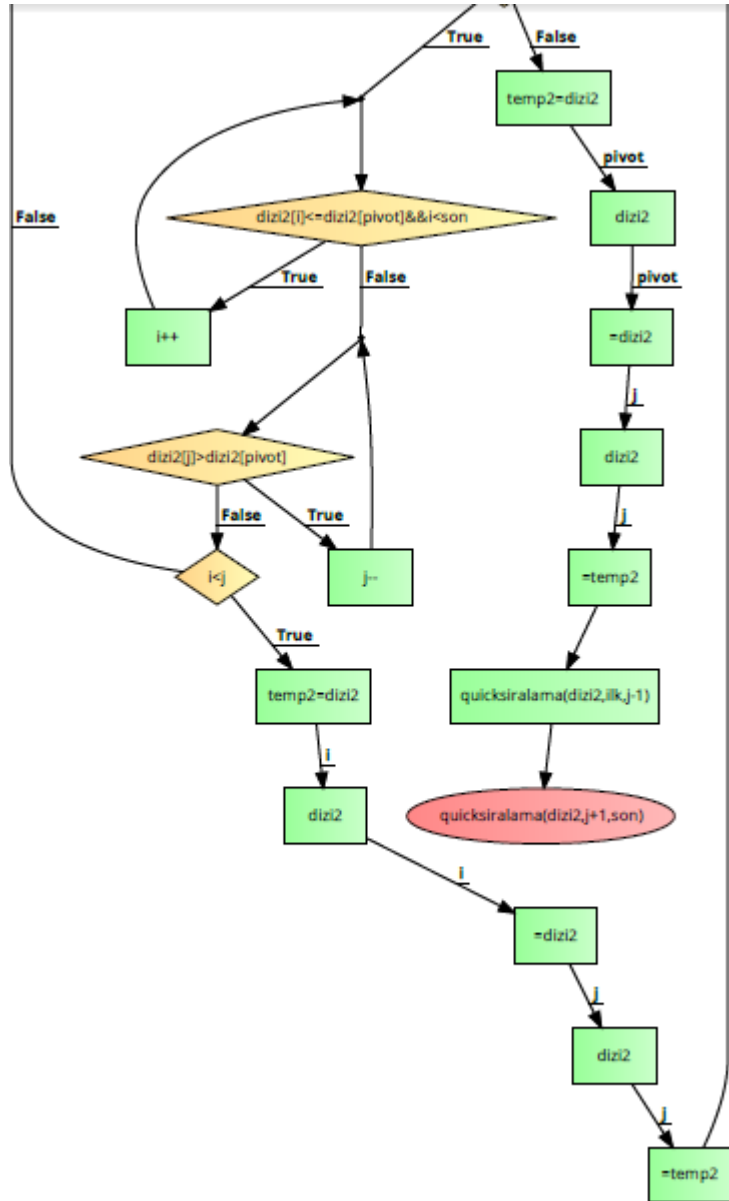 True
False
temp2=dizi2
pivot
False
dizi2[i]<=dizi2[pivot]&&i<son
dizi2
True
False
pivot
i++
=dizi2
j
dizi2[j]>dizi2[pivot]
dizi2
False
True
j
i<j
j--
=temp2
True
temp2=dizi2
quicksiralama(dizi2,ilk,j-1)
i
dizi2
quicksiralama(dizi2,j+1,son)
i
=dizi2
j
dizi2
j
=temp2